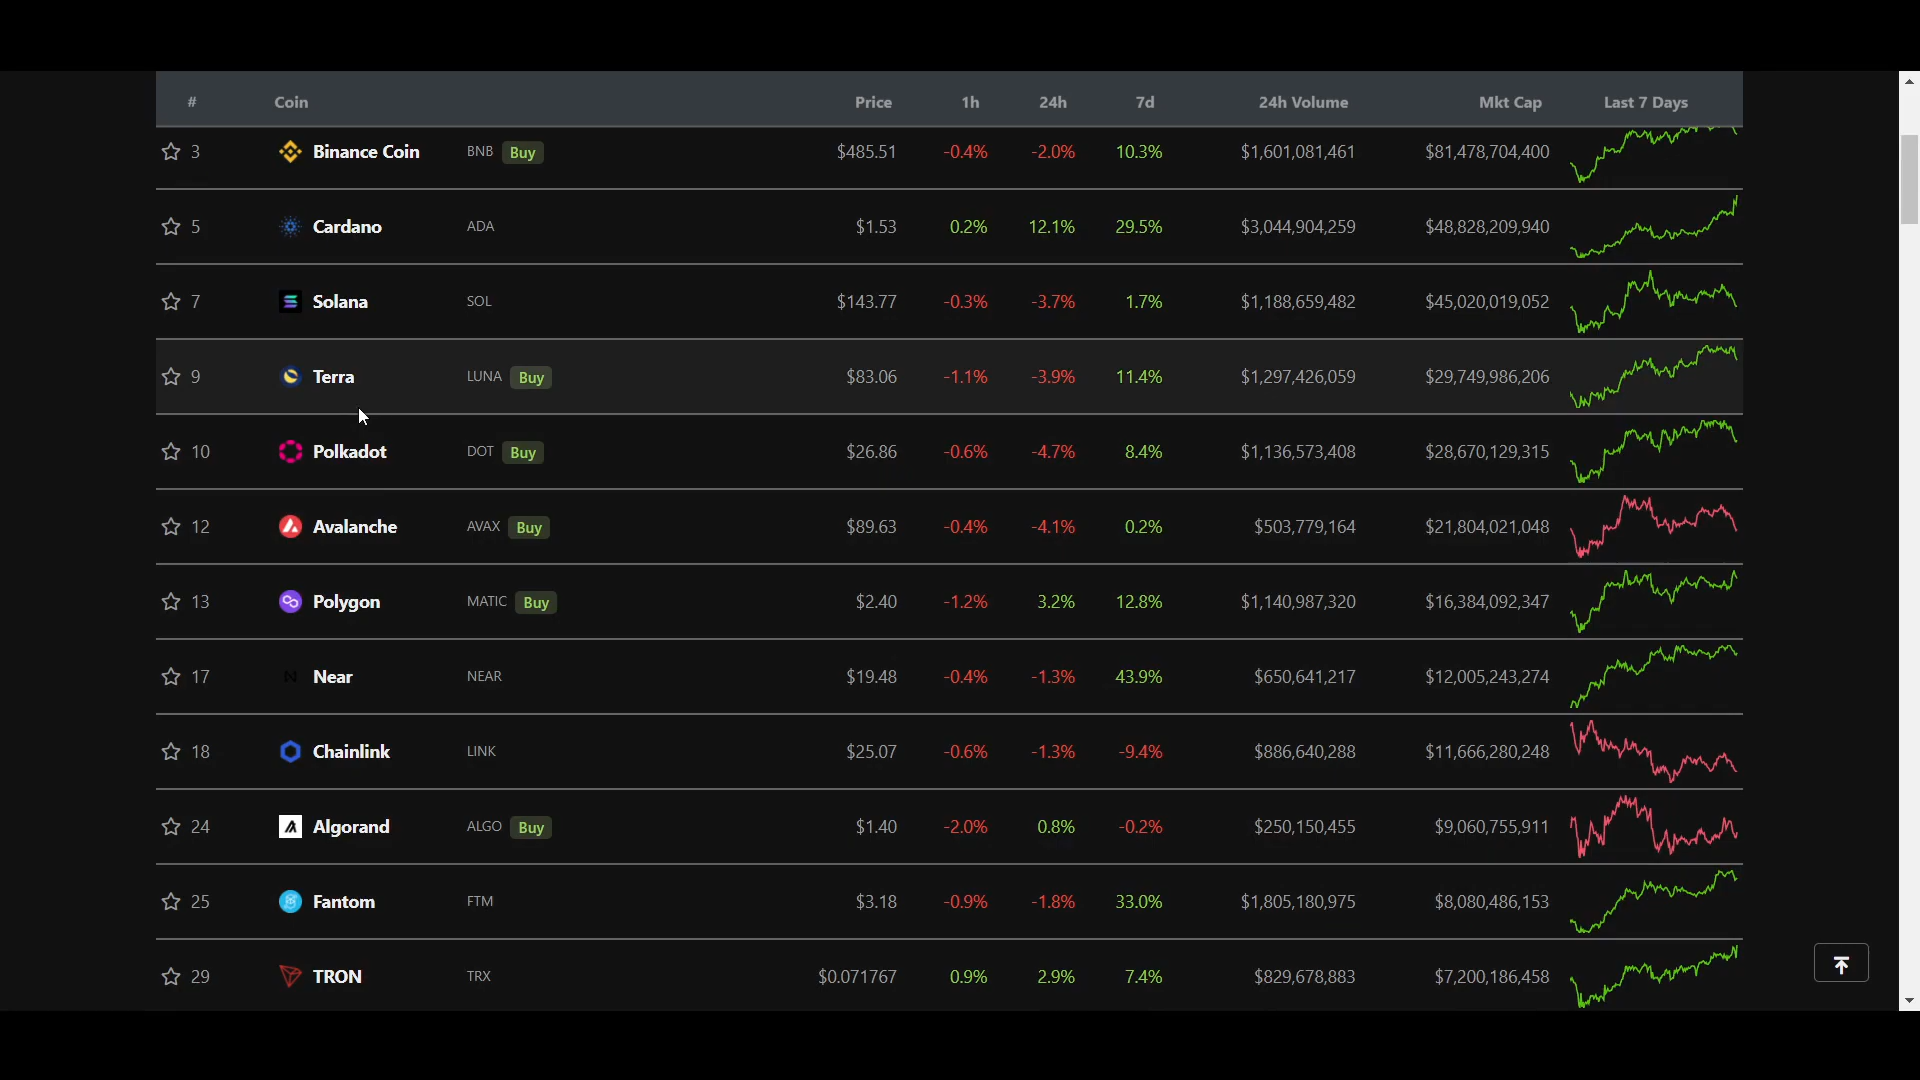 # Coin Price 1h 24h 7d 24h Volume Mkt Cap Last 7 Days
3 Binance Coin BNB Buy $485.51 -0.4% -2.0% 10.3% $1,601,081,461 $81,478,704,400
5 Cardano ADA $1.53 0.2% 12.1% 29.5% $3,044,904,259 $48,828,209,940
7 Solana SOL $143.77 -0.3% -3.7% 1.7% $1,188,659,482 $45,020,019,052
9 Terra LUNA Buy $83.06 -1.1% -3.9% 11.4% $1,297,426,059 $29,749,986,206
10 Polkadot DOT Buy $26.86 -0.6% -4.7% 8.4% $1,136,573,408 $28,670,129,315
12 Avalanche AVAX Buy $89.63 -0.4% -4.1% 0.2% $503,779,164 $21,804,021,048
13 Polygon MATIC Buy $2.40 -1.2% 3.2% 12.8% $1,140,987,320 $16,384,092,347
17 Near NEAR $19.48 -0.4% -1.3% 43.9% $650,641,217 $12,005,243,274
18 Chainlink LINK $25.07 -0.6% -1.3% -9.4% $886,640,288 $11,666,280,248
24 Algorand ALGO Buy $1.40 -2.0% 0.8% -0.2% $250,150,455 $9,060,755,911
25 Fantom FTM $3.18 -0.9% -1.8% 33.0% $1,805,180,975 $8,080,486,153
29 TRON TRX $0.071767 0.9% 2.9% 7.4% $829,678,883 $7,200,186,458